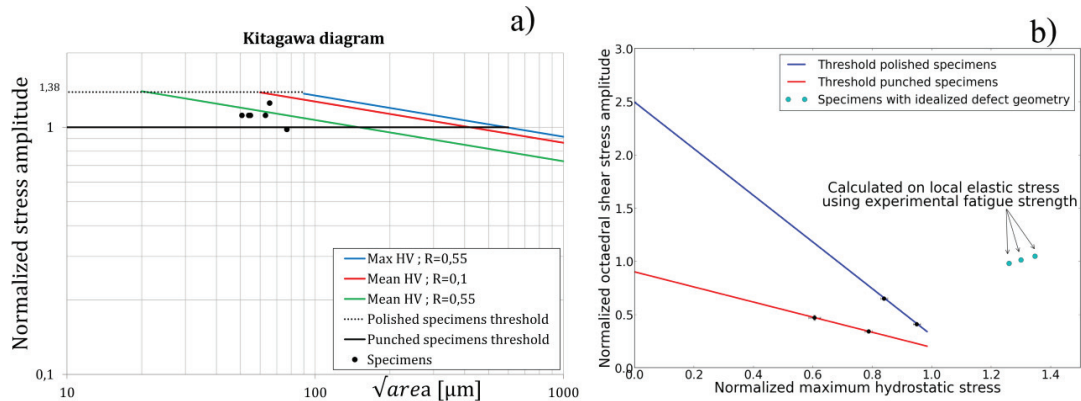 a)
Kitagawa diagram
Normalized stress amplitude
1,38
1
0,1
10
100
1000
√area [µm]
Max HV ; R=0,55
Mean HV ; R=0,1
Mean HV ; R=0,55
Polished specimens threshold
Punched specimens threshold
Specimens
b)
Normalized octaedral shear stress amplitude
3.0
2.5
2.0
1.5
1.0
0.5
0.0
0.0
0.2
0.4
0.6
0.8
1.0
1.2
1.4
Normalized maximum hydrostatic stress
Threshold polished specimens
Threshold punched specimens
Specimens with idealized defect geometry
Calculated on local elastic stress
using experimental fatigue strength